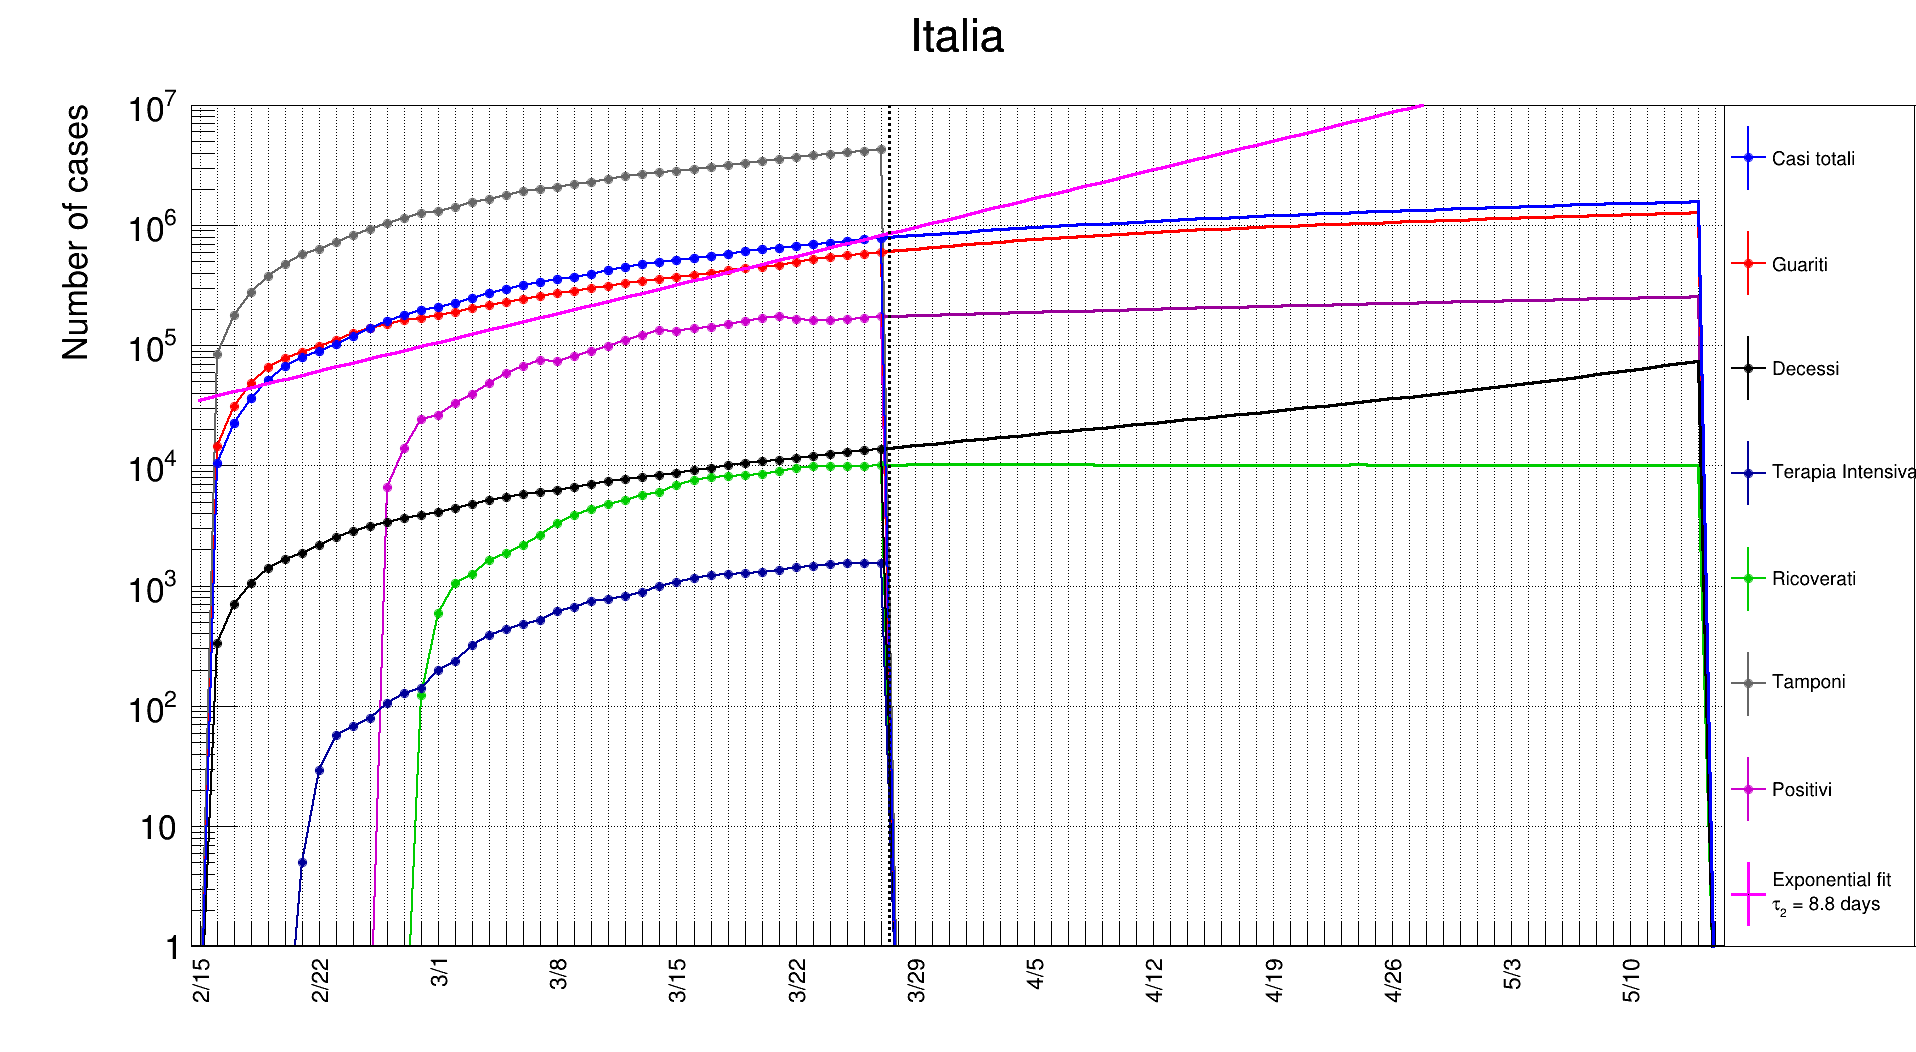 Italia
Number of cases
10^7
10^6
10^5
10^4
10^3
10^2
10
1
2/15
2/22
3/1
3/8
3/15
3/22
3/29
4/5
4/12
4/19
4/26
5/3
5/10
Casi totali
Guariti
Decessi
Terapia Intensiva
Ricoverati
Tamponi
Positivi
Exponential fit
τ_2 = 8.8 days